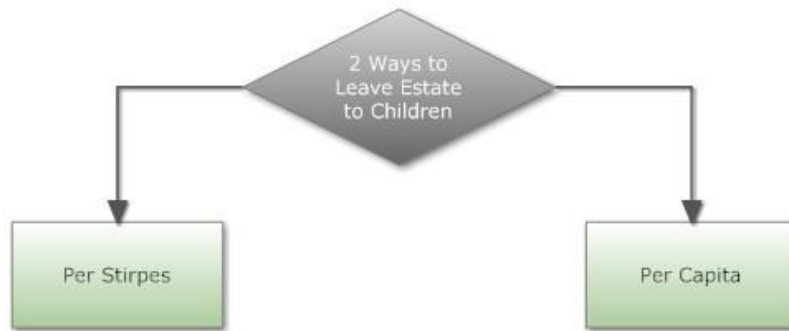 2 Ways to
Leave Estate
to Children
Per Stirpes
Per Capita